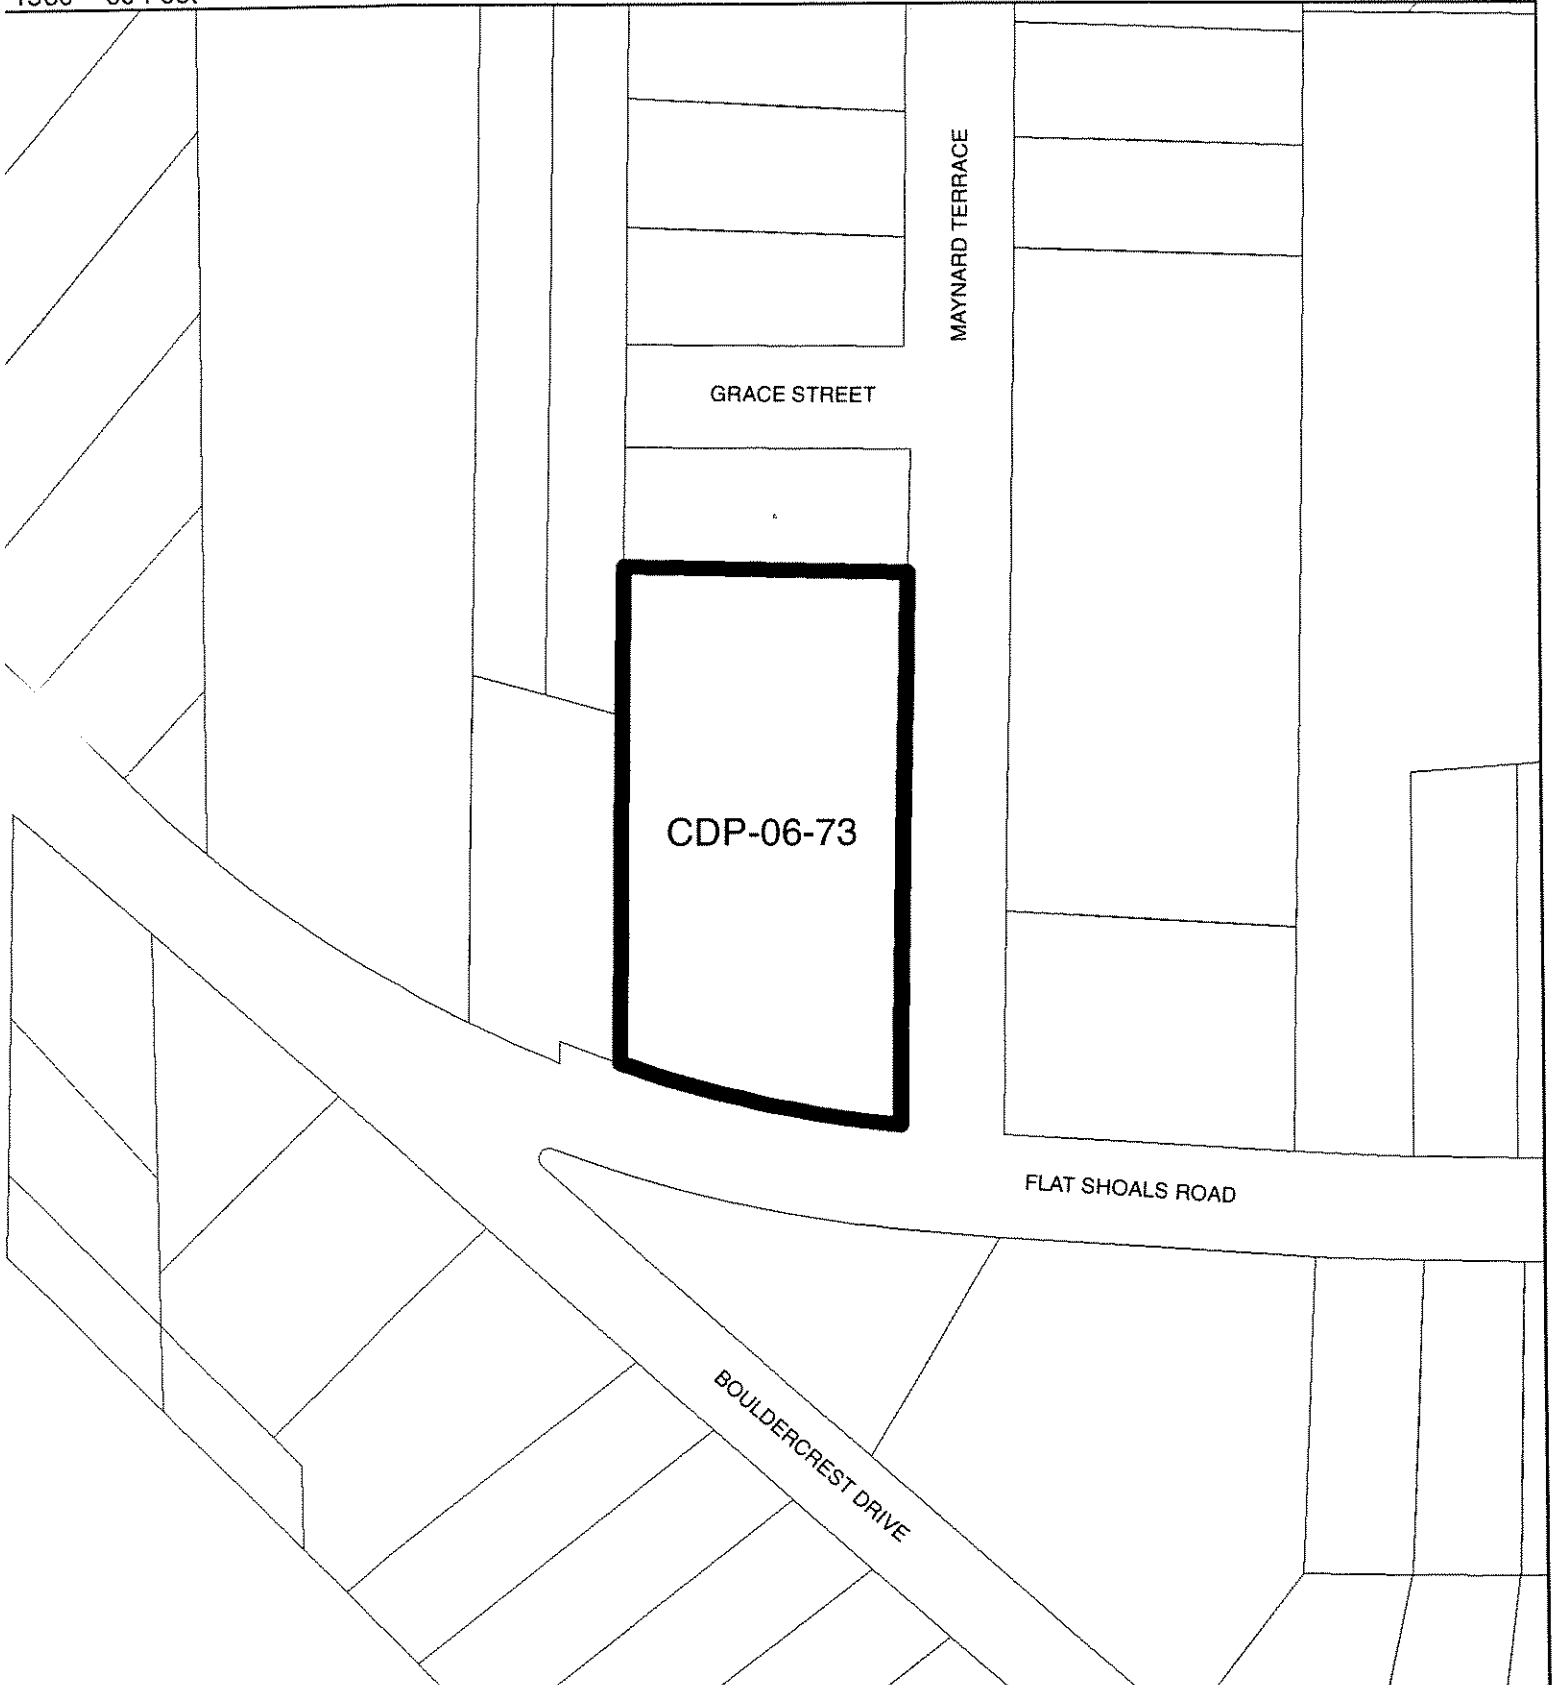 MAYNARD TERRACE
GRACE STREET
CDP-06-73
FLAT SHOALS ROAD
BOULDERCREST DRIVE